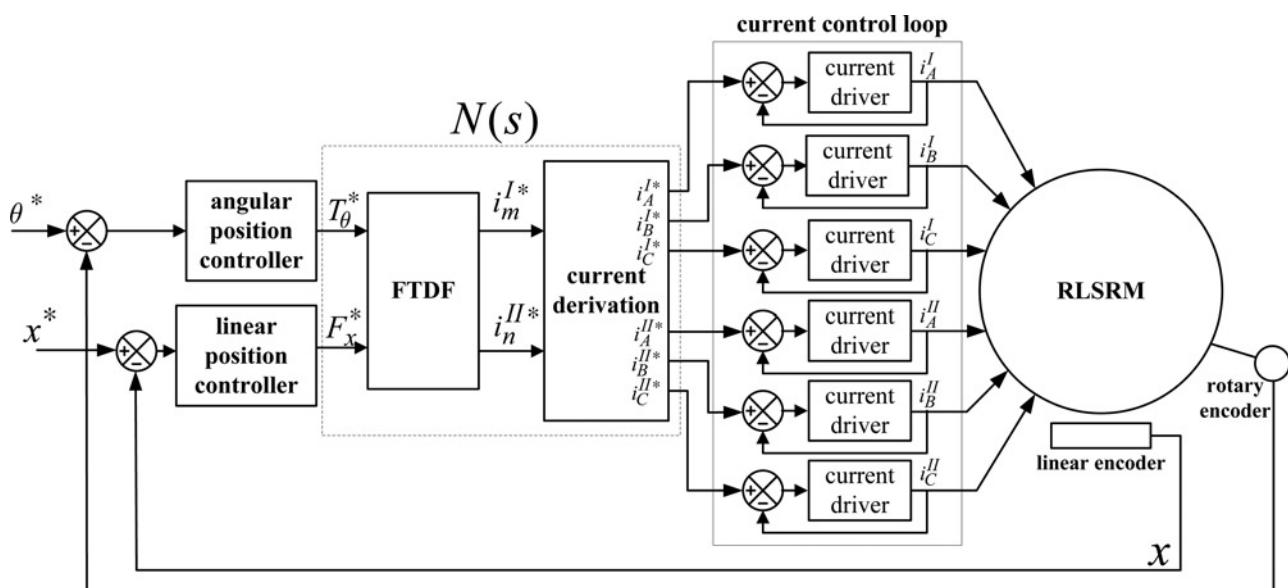 current control loop
N(s)
θ*
x*
+
−
+
−
angular
position
controller
linear
position
controller
T_θ^*
F_x^*
FTDF
i_m^{I*}
i_n^{II*}
current
derivation
i_A^{I*}
i_B^{I*}
i_C^{I*}
i_A^{II*}
i_B^{II*}
i_C^{II*}
+
−
current
driver
i_A^I
+
−
current
driver
i_B^I
+
−
current
driver
i_C^I
+
−
current
driver
i_A^{II}
+
−
current
driver
i_B^{II}
+
−
current
driver
i_C^{II}
RLSRM
rotary
encoder
linear encoder
x